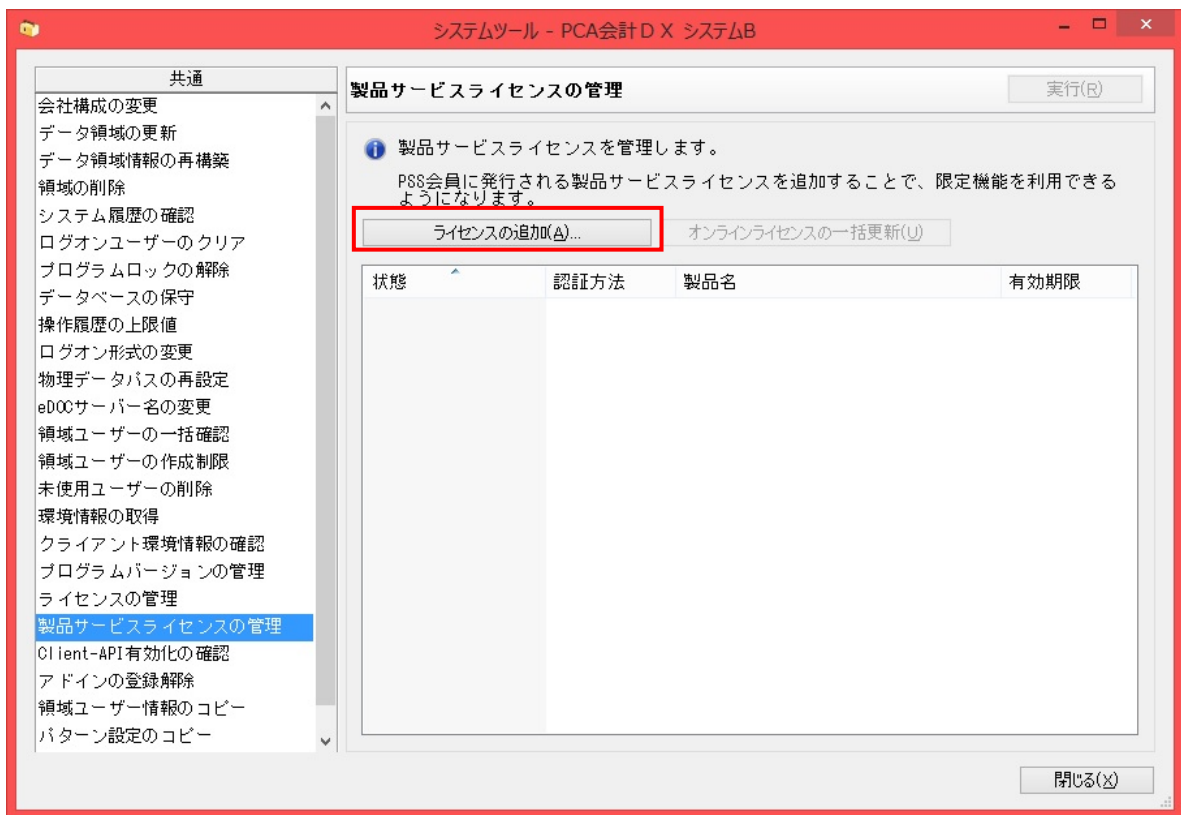 システムツール - PCA会計ＤＸ システムB
共通
会社構成の変更
データ領域の更新
データ領域情報の再構築
領域の削除
システム履歴の確認
ログオンユーザーのクリア
プログラムロックの解除
データベースの保守
操作履歴の上限値
ログオン形式の変更
物理データパスの再設定
eDOCサーバー名の変更
領域ユーザーの一括確認
領域ユーザーの作成制限
未使用ユーザーの削除
環境情報の取得
クライアント環境情報の確認
プログラムバージョンの管理
ライセンスの管理
製品サービスライセンスの管理
Client-API有効化の確認
アドインの登録解除
領域ユーザー情報のコピー
パターン設定のコピー
製品サービスライセンスの管理
実行(R)
製品サービスライセンスを管理します。
PSS会員に発行される製品サービスライセンスを追加することで、限定機能を利用できる
ようになります。
ライセンスの追加(A)...
オンラインライセンスの一括更新(U)
状態 認証方法 製品名 有効期限
閉じる(X)